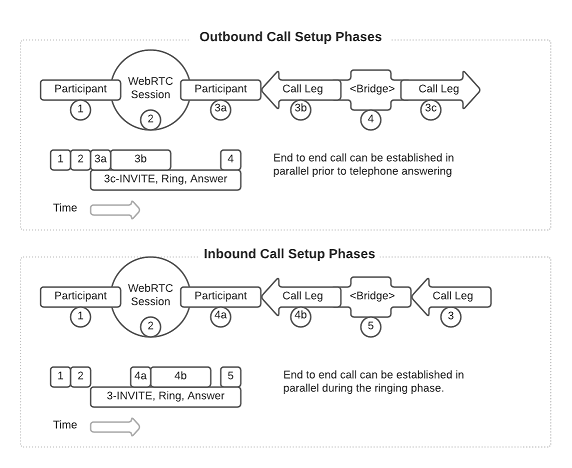 Outbound Call Setup Phases
Participant
WebRTC
Session
Participant
Call Leg
<Bridge>
Call Leg
1
2
3a
3b
4
3c
1 2 3a 3b 4
3c-INVITE, Ring, Answer
End to end call can be established in
parallel prior to telephone answering
Time
Inbound Call Setup Phases
Participant
WebRTC
Session
Participant
Call Leg
<Bridge>
Call Leg
1
2
4a
4b
5
3
1 2 4a 4b 5
3-INVITE, Ring, Answer
End to end call can be established in
parallel during the ringing phase.
Time